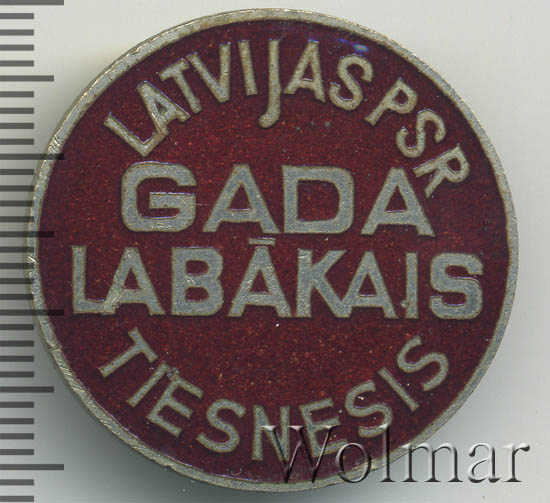 LATVIJAS PSR
GADA
LABĀKAIS
TIESNESIS
Wolmar